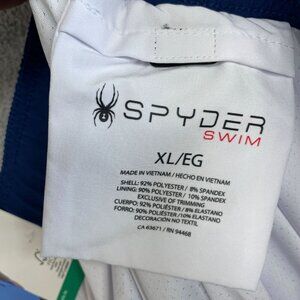 SPYDER
SWIM
XL/EG
MADE IN VIETNAM / HECHO EN VIETNAM
SHELL: 92% POLYESTER / 8% SPANDEX
LINING: 90% POLYESTER / 10% SPANDEX
EXCLUSIVE OF TRIMMING
CUERPO: 92% POLIÉSTER / 8% ELASTANO
FORRO: 90% POLIÉSTER / 10% ELASTANO
DECORACIÓN NO TEXTIL
CA 63671 / RN 94468